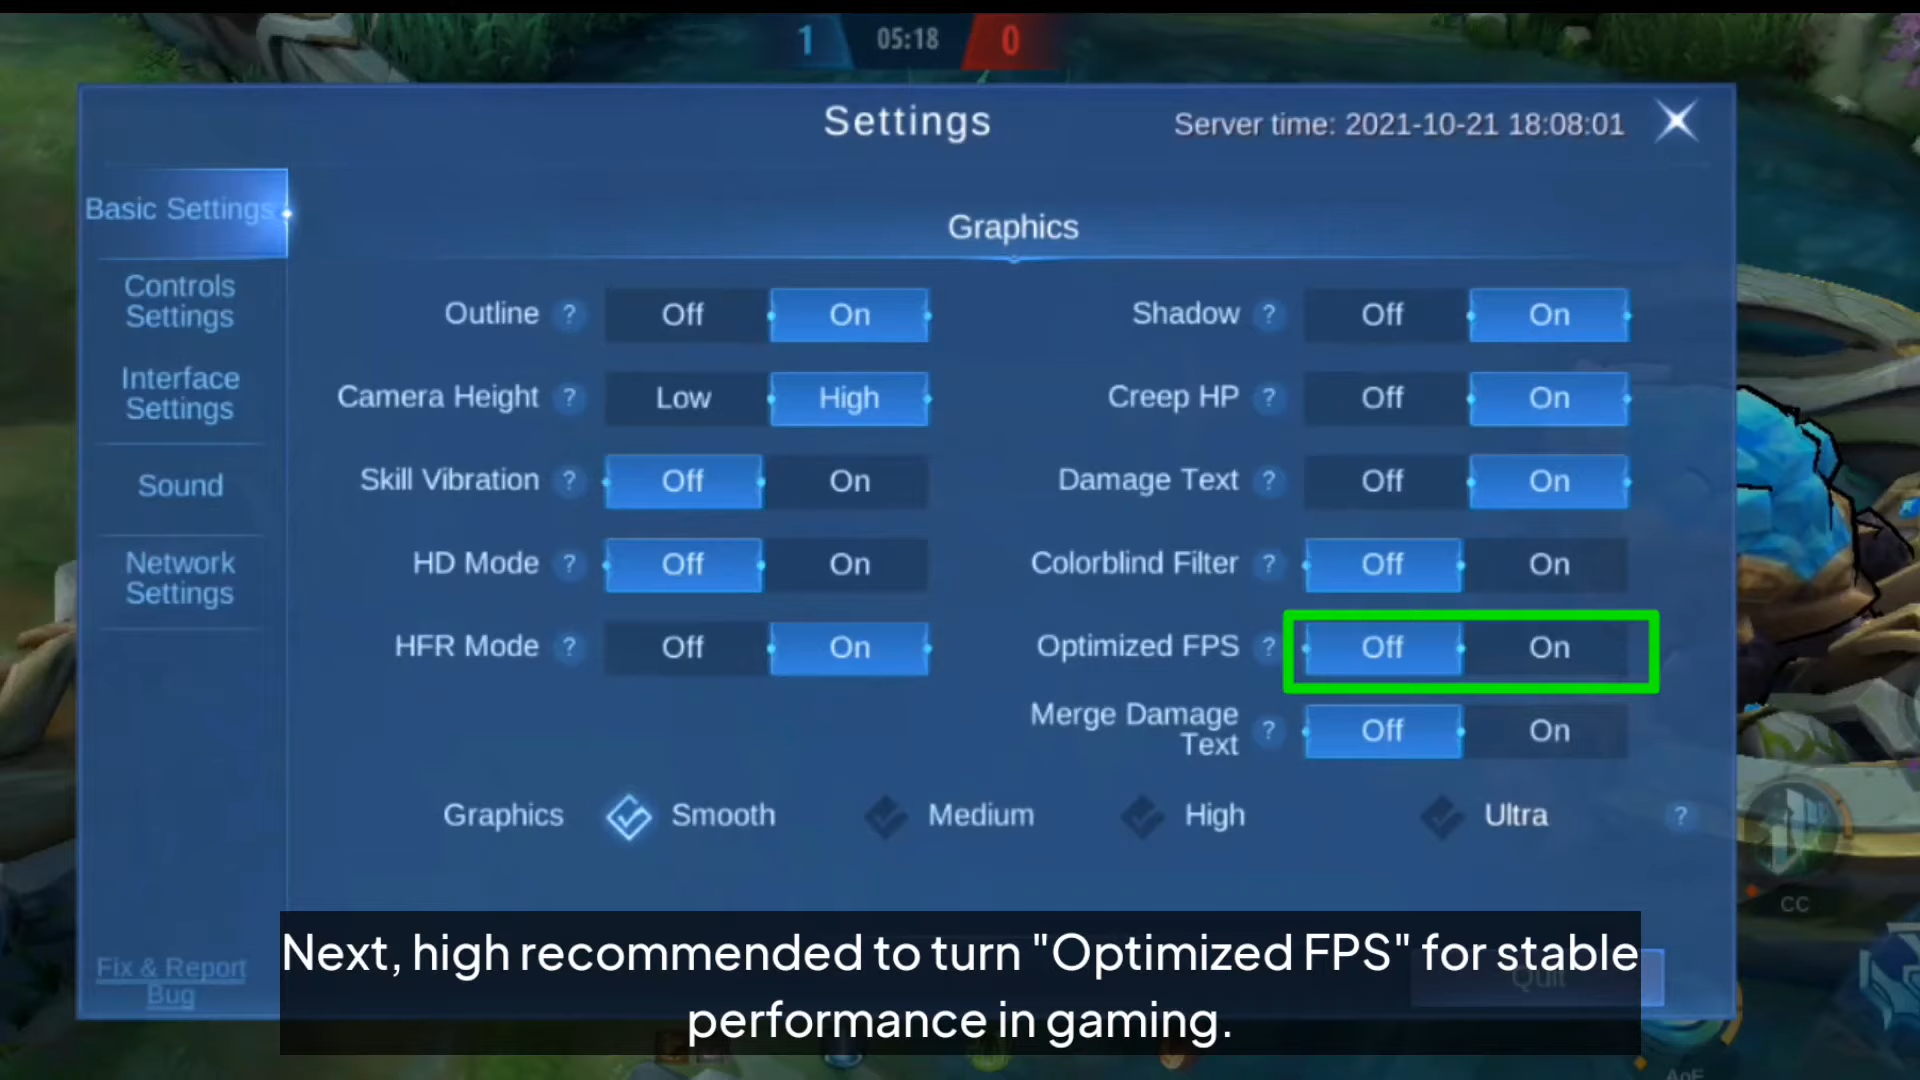 1 05:18 0
Settings
Server time: 2021-10-21 18:08:01
Basic Settings
Controls
Settings
Interface
Settings
Sound
Network
Settings
Fix & Report
Bug
Graphics
Outline ? Off On
Shadow ? Off On
Camera Height ? Low High
Creep HP ? Off On
Skill Vibration ? Off On
Damage Text ? Off On
HD Mode ? Off On
Colorblind Filter ? Off On
HFR Mode ? Off On
Optimized FPS ? Off On
Merge Damage
Text ? Off On
Graphics Smooth Medium High Ultra ?
CC
Quit
Next, high recommended to turn "Optimized FPS" for stable
performance in gaming.
AoE